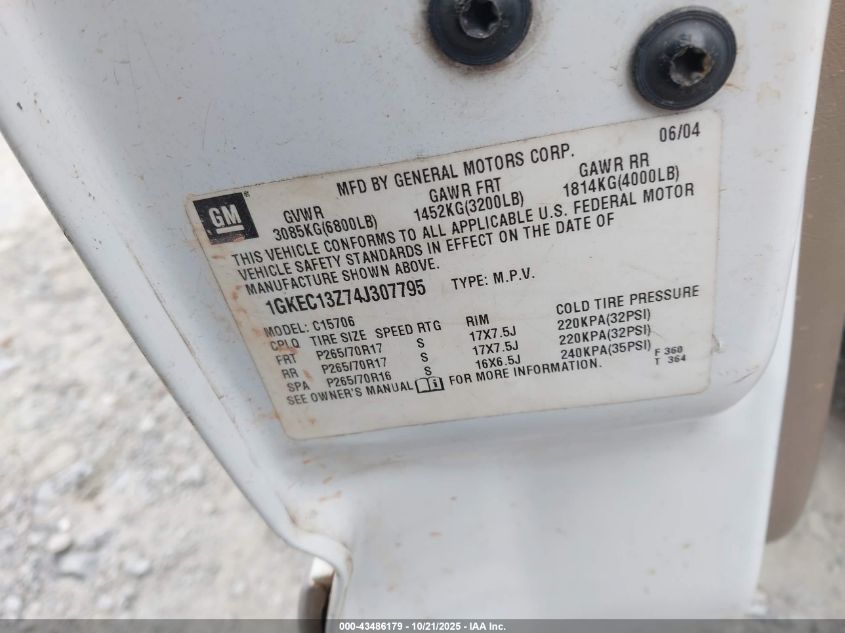 06/04
MFD BY GENERAL MOTORS CORP.
GM
GVWR GAWR FRT GAWR RR
3085KG(6800LB) 1452KG(3200LB) 1814KG(4000LB)
THIS VEHICLE CONFORMS TO ALL APPLICABLE U.S. FEDERAL MOTOR
VEHICLE SAFETY STANDARDS IN EFFECT ON THE DATE OF
MANUFACTURE SHOWN ABOVE.
1GKEC13Z74J307795 TYPE: M.P.V.
MODEL: C15706
CPLQ TIRE SIZE SPEED RTG RIM COLD TIRE PRESSURE
FRT P265/70R17 S 17X7.5J 220KPA(32PSI)
RR P265/70R17 S 17X7.5J 220KPA(32PSI)
SPA P265/70R16 S 16X6.5J 240KPA(35PSI)
SEE OWNER'S MANUAL FOR MORE INFORMATION.
F 360
T 364
000-43486179 - 10/21/2025 - IAA Inc.